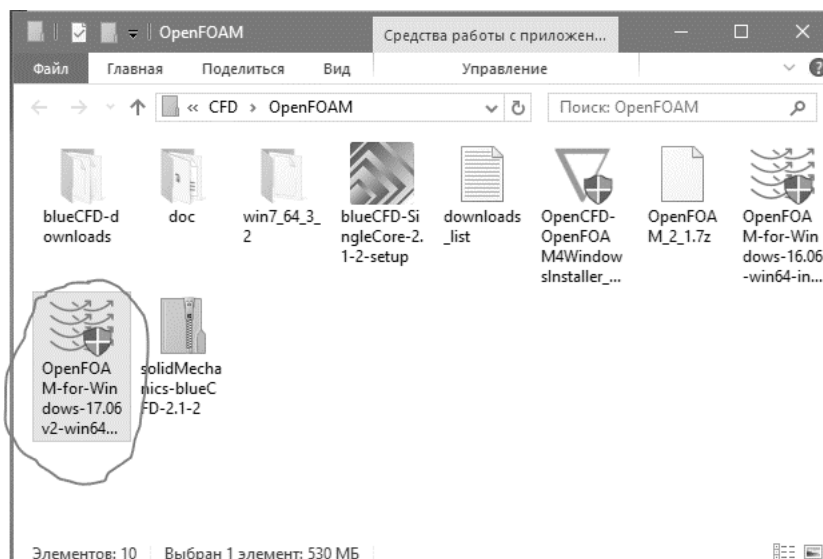 OpenFOAM
Средства работы с приложен...
Файл Главная Поделиться Вид Управление
« CFD › OpenFOAM
Поиск: OpenFOAM
blueCFD-d
ownloads
doc
win7_64_3_
2
blueCFD-Si
ngleCore-2.
1-2-setup
downloads
_list
OpenCFD-
OpenFOA
M4Window
sInstaller_...
OpenFOA
M_2_1.7z
OpenFOA
M-for-Win
dows-16.06
-win64-in...
OpenFOA
M-for-Win
dows-17.06
v2-win64...
solidMecha
nics-blueC
FD-2.1-2
Элементов: 10 Выбран 1 элемент: 530 МБ